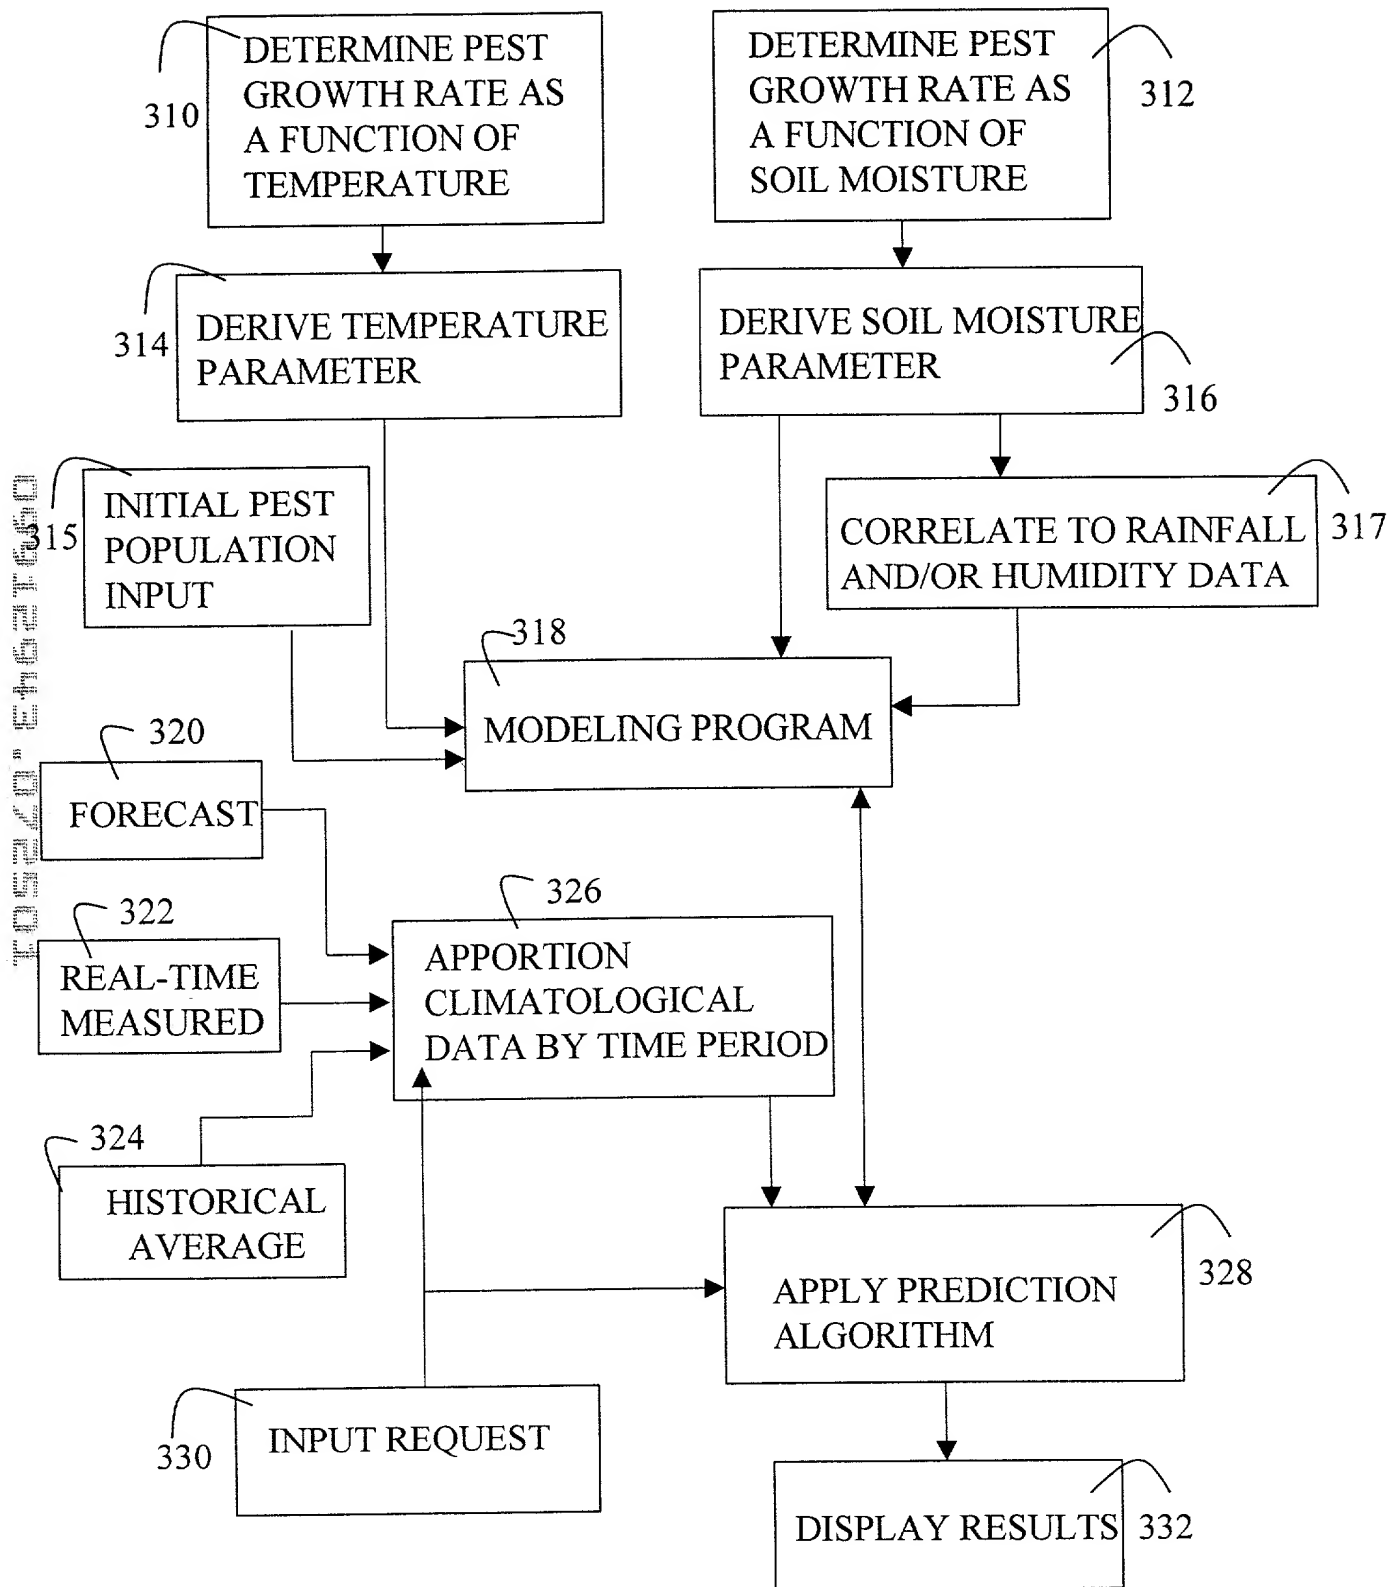 DETERMINE PEST
GROWTH RATE AS
A FUNCTION OF
TEMPERATURE
310
DETERMINE PEST
GROWTH RATE AS
A FUNCTION OF
SOIL MOISTURE
312
DERIVE TEMPERATURE
PARAMETER
314
DERIVE SOIL MOISTURE
PARAMETER
316
INITIAL PEST
POPULATION
INPUT
315
CORRELATE TO RAINFALL
AND/OR HUMIDITY DATA
317
318
MODELING PROGRAM
320
FORECAST
322
REAL-TIME
MEASURED
326
APPORTION
CLIMATOLOGICAL
DATA BY TIME PERIOD
324
HISTORICAL
AVERAGE
APPLY PREDICTION
ALGORITHM
328
INPUT REQUEST
330
DISPLAY RESULTS
332